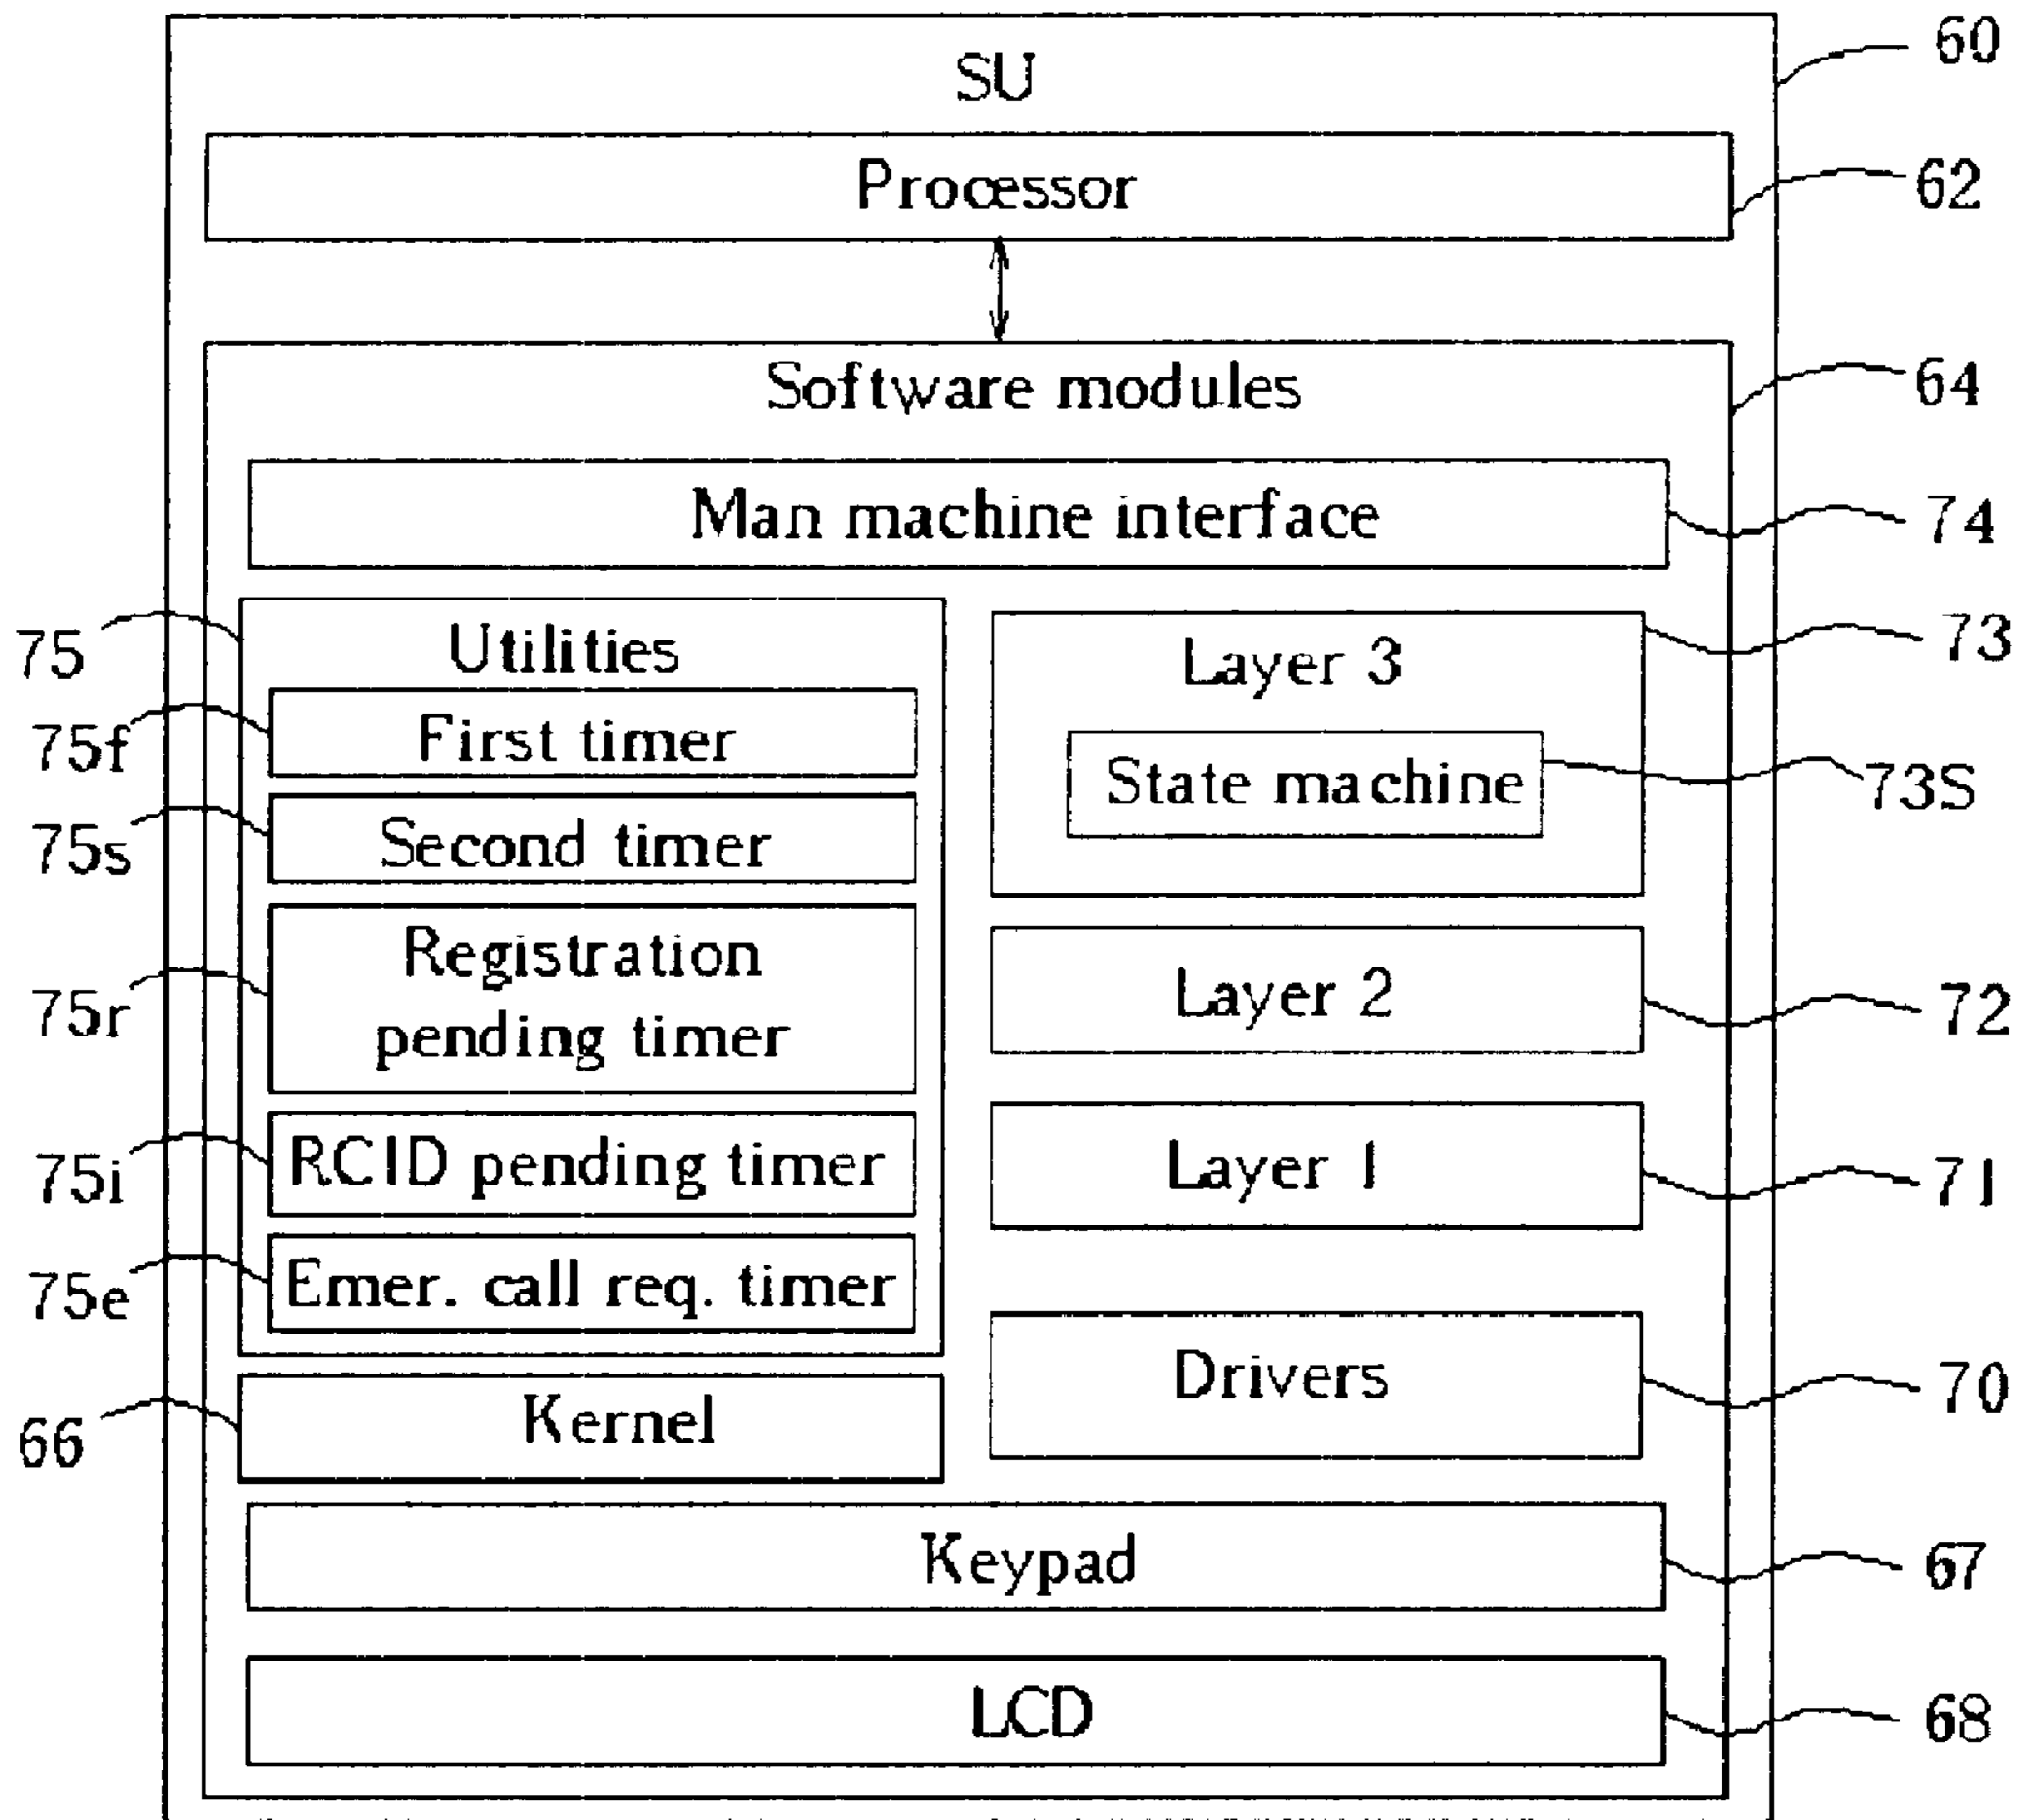 SU
60
Processor
62
Software modules
64
Man machine interface
74
75
Utilities
75f
First timer
75s
Second timer
75r
Registration
pending timer
75i
RCID pending timer
75e
Emer. call req. timer
66
Kernel
Layer 3
73
State machine
73S
Layer 2
72
Layer 1
71
Drivers
70
Keypad
67
LCD
68